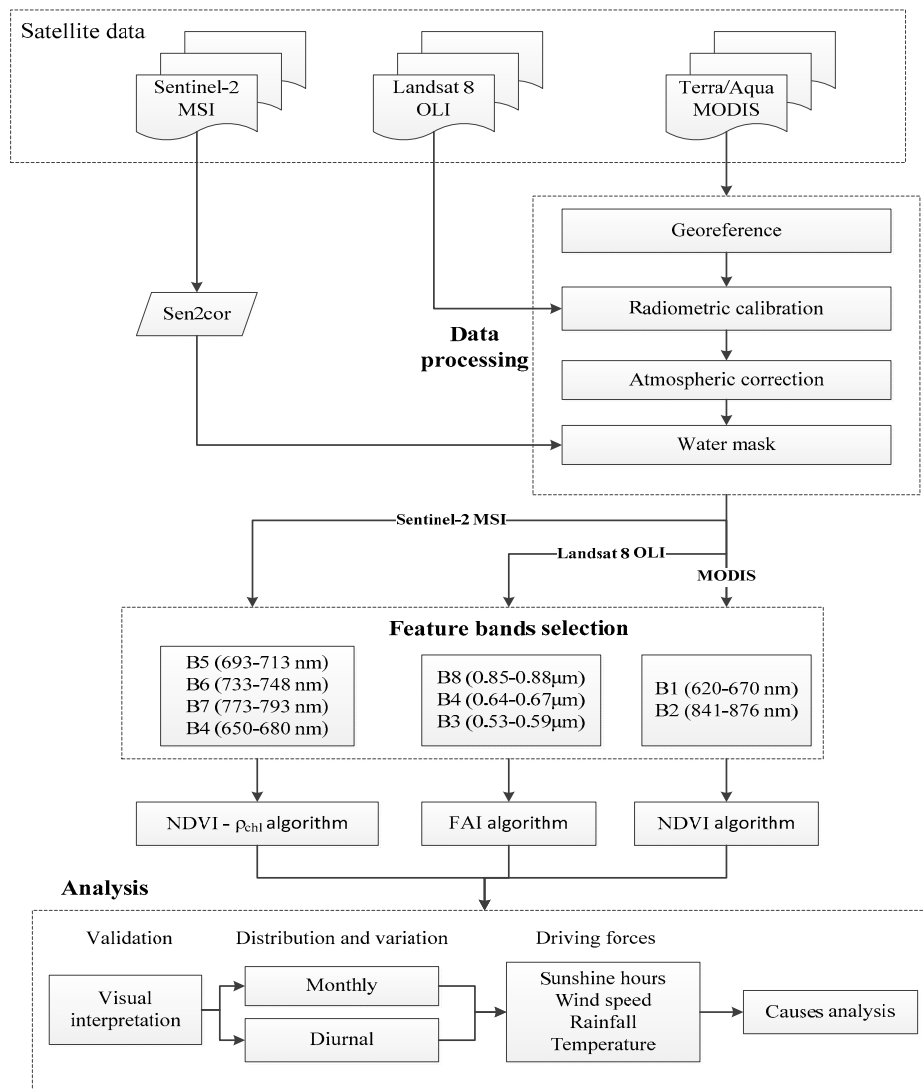 Satellite data
Sentinel-2
MSI
Landsat 8
OLI
Terra/Aqua
MODIS
Georeference
Sen2cor
Radiometric calibration
Data
processing
Atmospheric correction
Water mask
Sentinel-2 MSI
Landsat 8 OLI
MODIS
Feature bands selection
B5 (693-713 nm)
B6 (733-748 nm)
B7 (773-793 nm)
B4 (650-680 nm)
B8 (0.85-0.88μm)
B4 (0.64-0.67μm)
B3 (0.53-0.59μm)
B1 (620-670 nm)
B2 (841-876 nm)
NDVI - ρchl algorithm
FAI algorithm
NDVI algorithm
Analysis
Validation
Distribution and variation
Driving forces
Visual
interpretation
Monthly
Diurnal
Sunshine hours
Wind speed
Rainfall
Temperature
Causes analysis